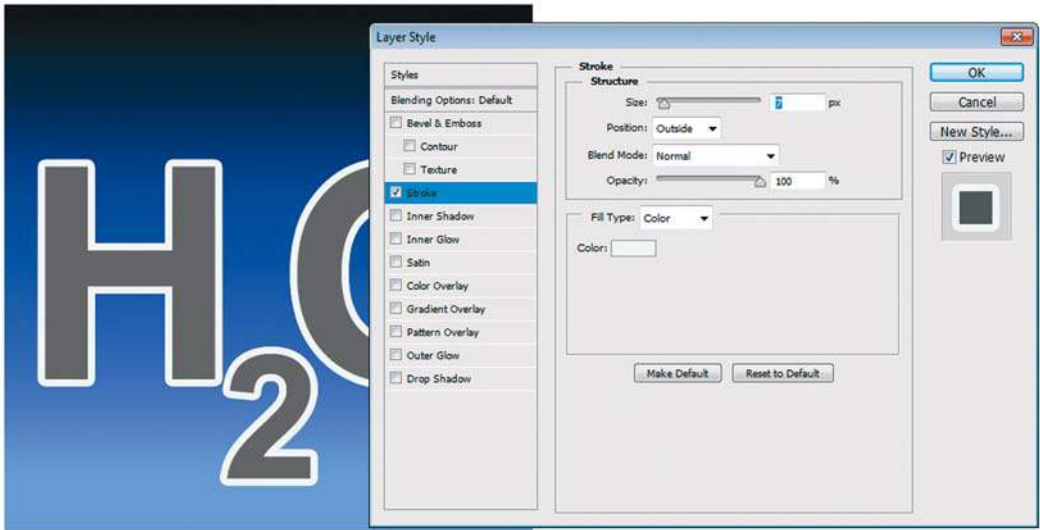 H2O
Layer Style
Styles
Blending Options: Default
Bevel & Emboss
Contour
Texture
Stroke
Inner Shadow
Inner Glow
Satin
Color Overlay
Gradient Overlay
Pattern Overlay
Outer Glow
Drop Shadow
Stroke
Structure
Size: 7 px
Position: Outside
Blend Mode: Normal
Opacity: 100 %
Fill Type: Color
Color:
Make Default Reset to Default
OK
Cancel
New Style...
Preview